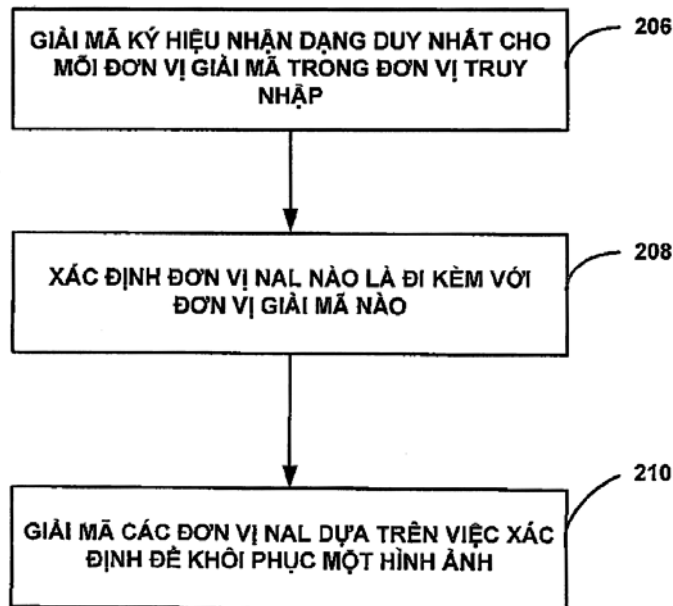 GIẢI MÃ KÝ HIỆU NHẬN DẠNG DUY NHẤT CHO
MỖI ĐƠN VỊ GIẢI MÃ TRONG ĐƠN VỊ TRUY
NHẬP
206
XÁC ĐỊNH ĐƠN VỊ NAL NÀO LÀ ĐI KÈM VỚI
ĐƠN VỊ GIẢI MÃ NÀO
208
GIẢI MÃ CÁC ĐƠN VỊ NAL DỰA TRÊN VIỆC XÁC
ĐỊNH ĐỂ KHÔI PHỤC MỘT HÌNH ẢNH
210